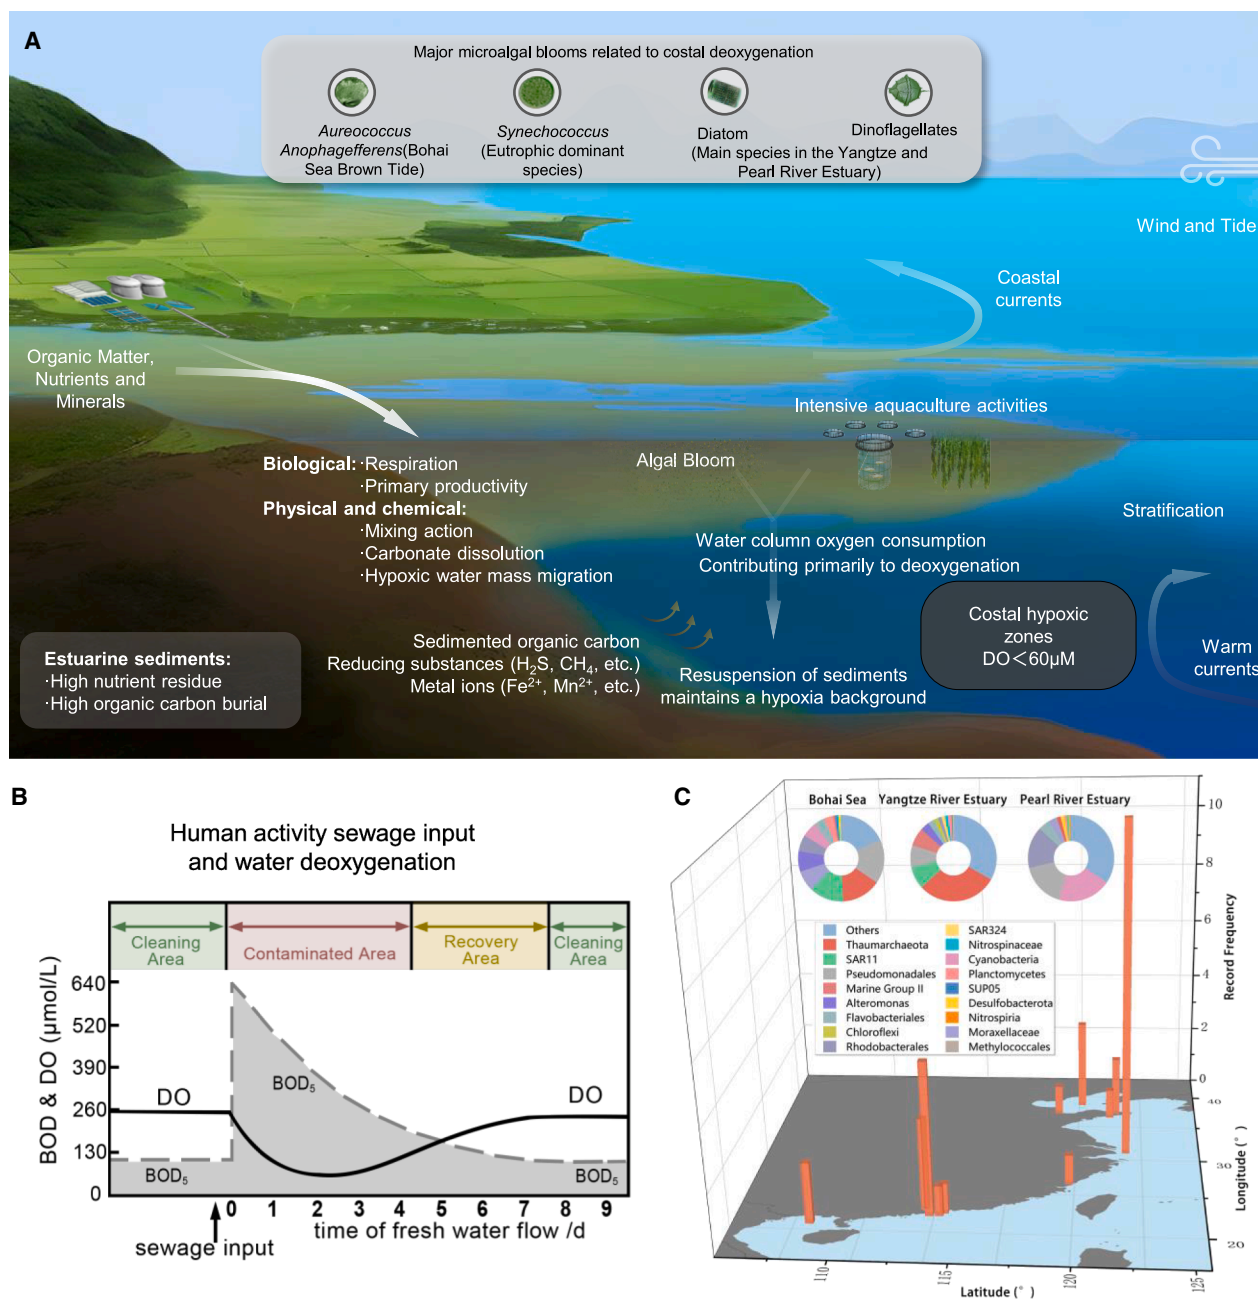 A
Major microalgal blooms related to costal deoxygenation
Aureococcus
Anophagefferens(Bohai
Sea Brown Tide)
Synechococcus
(Eutrophic dominant
species)
Diatom
Dinoflagellates
(Main species in the Yangtze and
Pearl River Estuary)
Wind and Tide
Coastal
currents
Organic Matter,
Nutrients and
Minerals
Intensive aquaculture activities
Biological: ·Respiration
·Primary productivity
Physical and chemical:
·Mixing action
·Carbonate dissolution
·Hypoxic water mass migration
Algal Bloom
Stratification
Water column oxygen consumption
Contributing primarily to deoxygenation
Costal hypoxic
zones
DO＜60μM
Sedimented organic carbon
Reducing substances (H₂S, CH₄, etc.)
Metal ions (Fe²⁺, Mn²⁺, etc.)
Resuspension of sediments
maintains a hypoxia background
Warm
currents
Estuarine sediments:
·High nutrient residue
·High organic carbon burial
B
Human activity sewage input
and water deoxygenation
Cleaning
Area
Contaminated Area
Recovery
Area
Cleaning
Area
BOD & DO (μmol/L)
640
520
390
260
130
0
DO
BOD₅
BOD₅
DO
BOD₅
0 1 2 3 4 5 6 7 8 9
time of fresh water flow /d
sewage input
C
Bohai Sea
Yangtze River Estuary
Pearl River Estuary
Others
Thaumarchaeota
SAR11
Pseudomonadales
Marine Group II
Alteromonas
Flavobacteriales
Chloroflexi
Rhodobacterales
SAR324
Nitrospinaceae
Cyanobacteria
Planctomycetes
SUP05
Desulfobacterota
Nitrospiria
Moraxellaceae
Methylococcales
10
8
6
4
2
0
Record Frequency
40
30
20
Longitude (°)
110
115
120
125
Latitude (°)